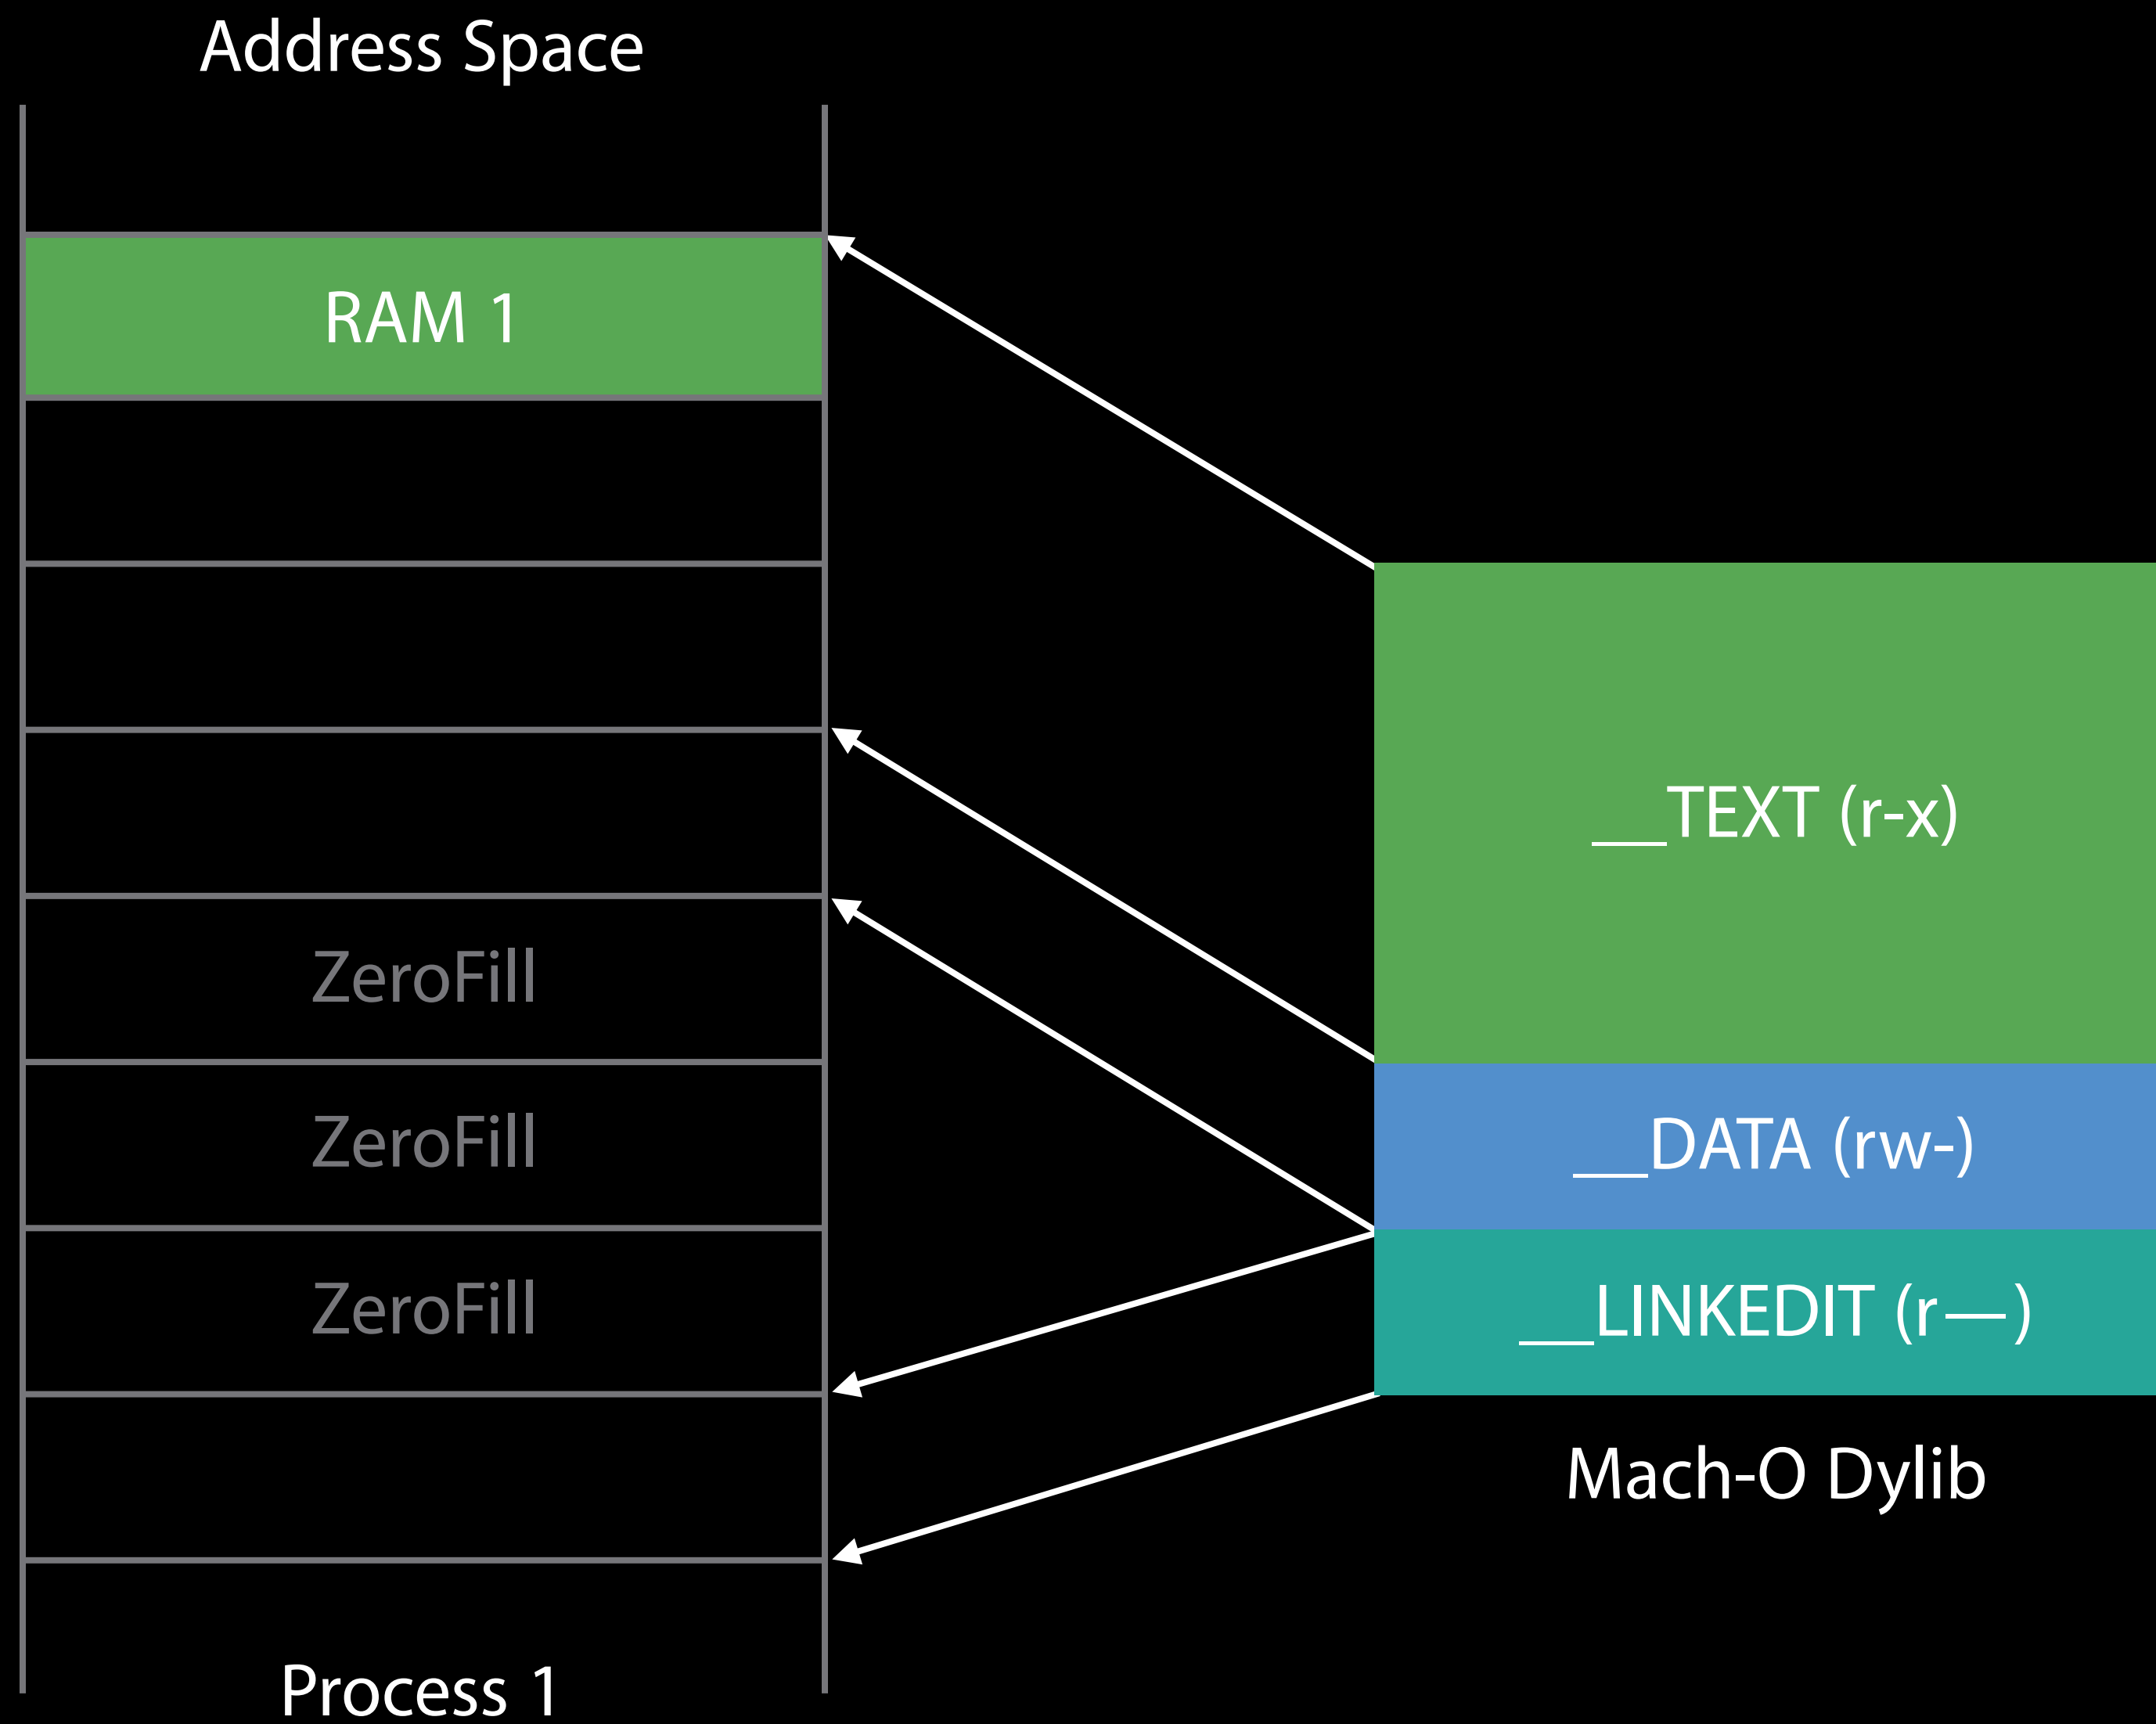 Address Space
RAM 1
ZeroFill
ZeroFill
ZeroFill
Process 1
__TEXT (r-x)
__DATA (rw-)
__LINKEDIT (r—)
Mach-O Dylib